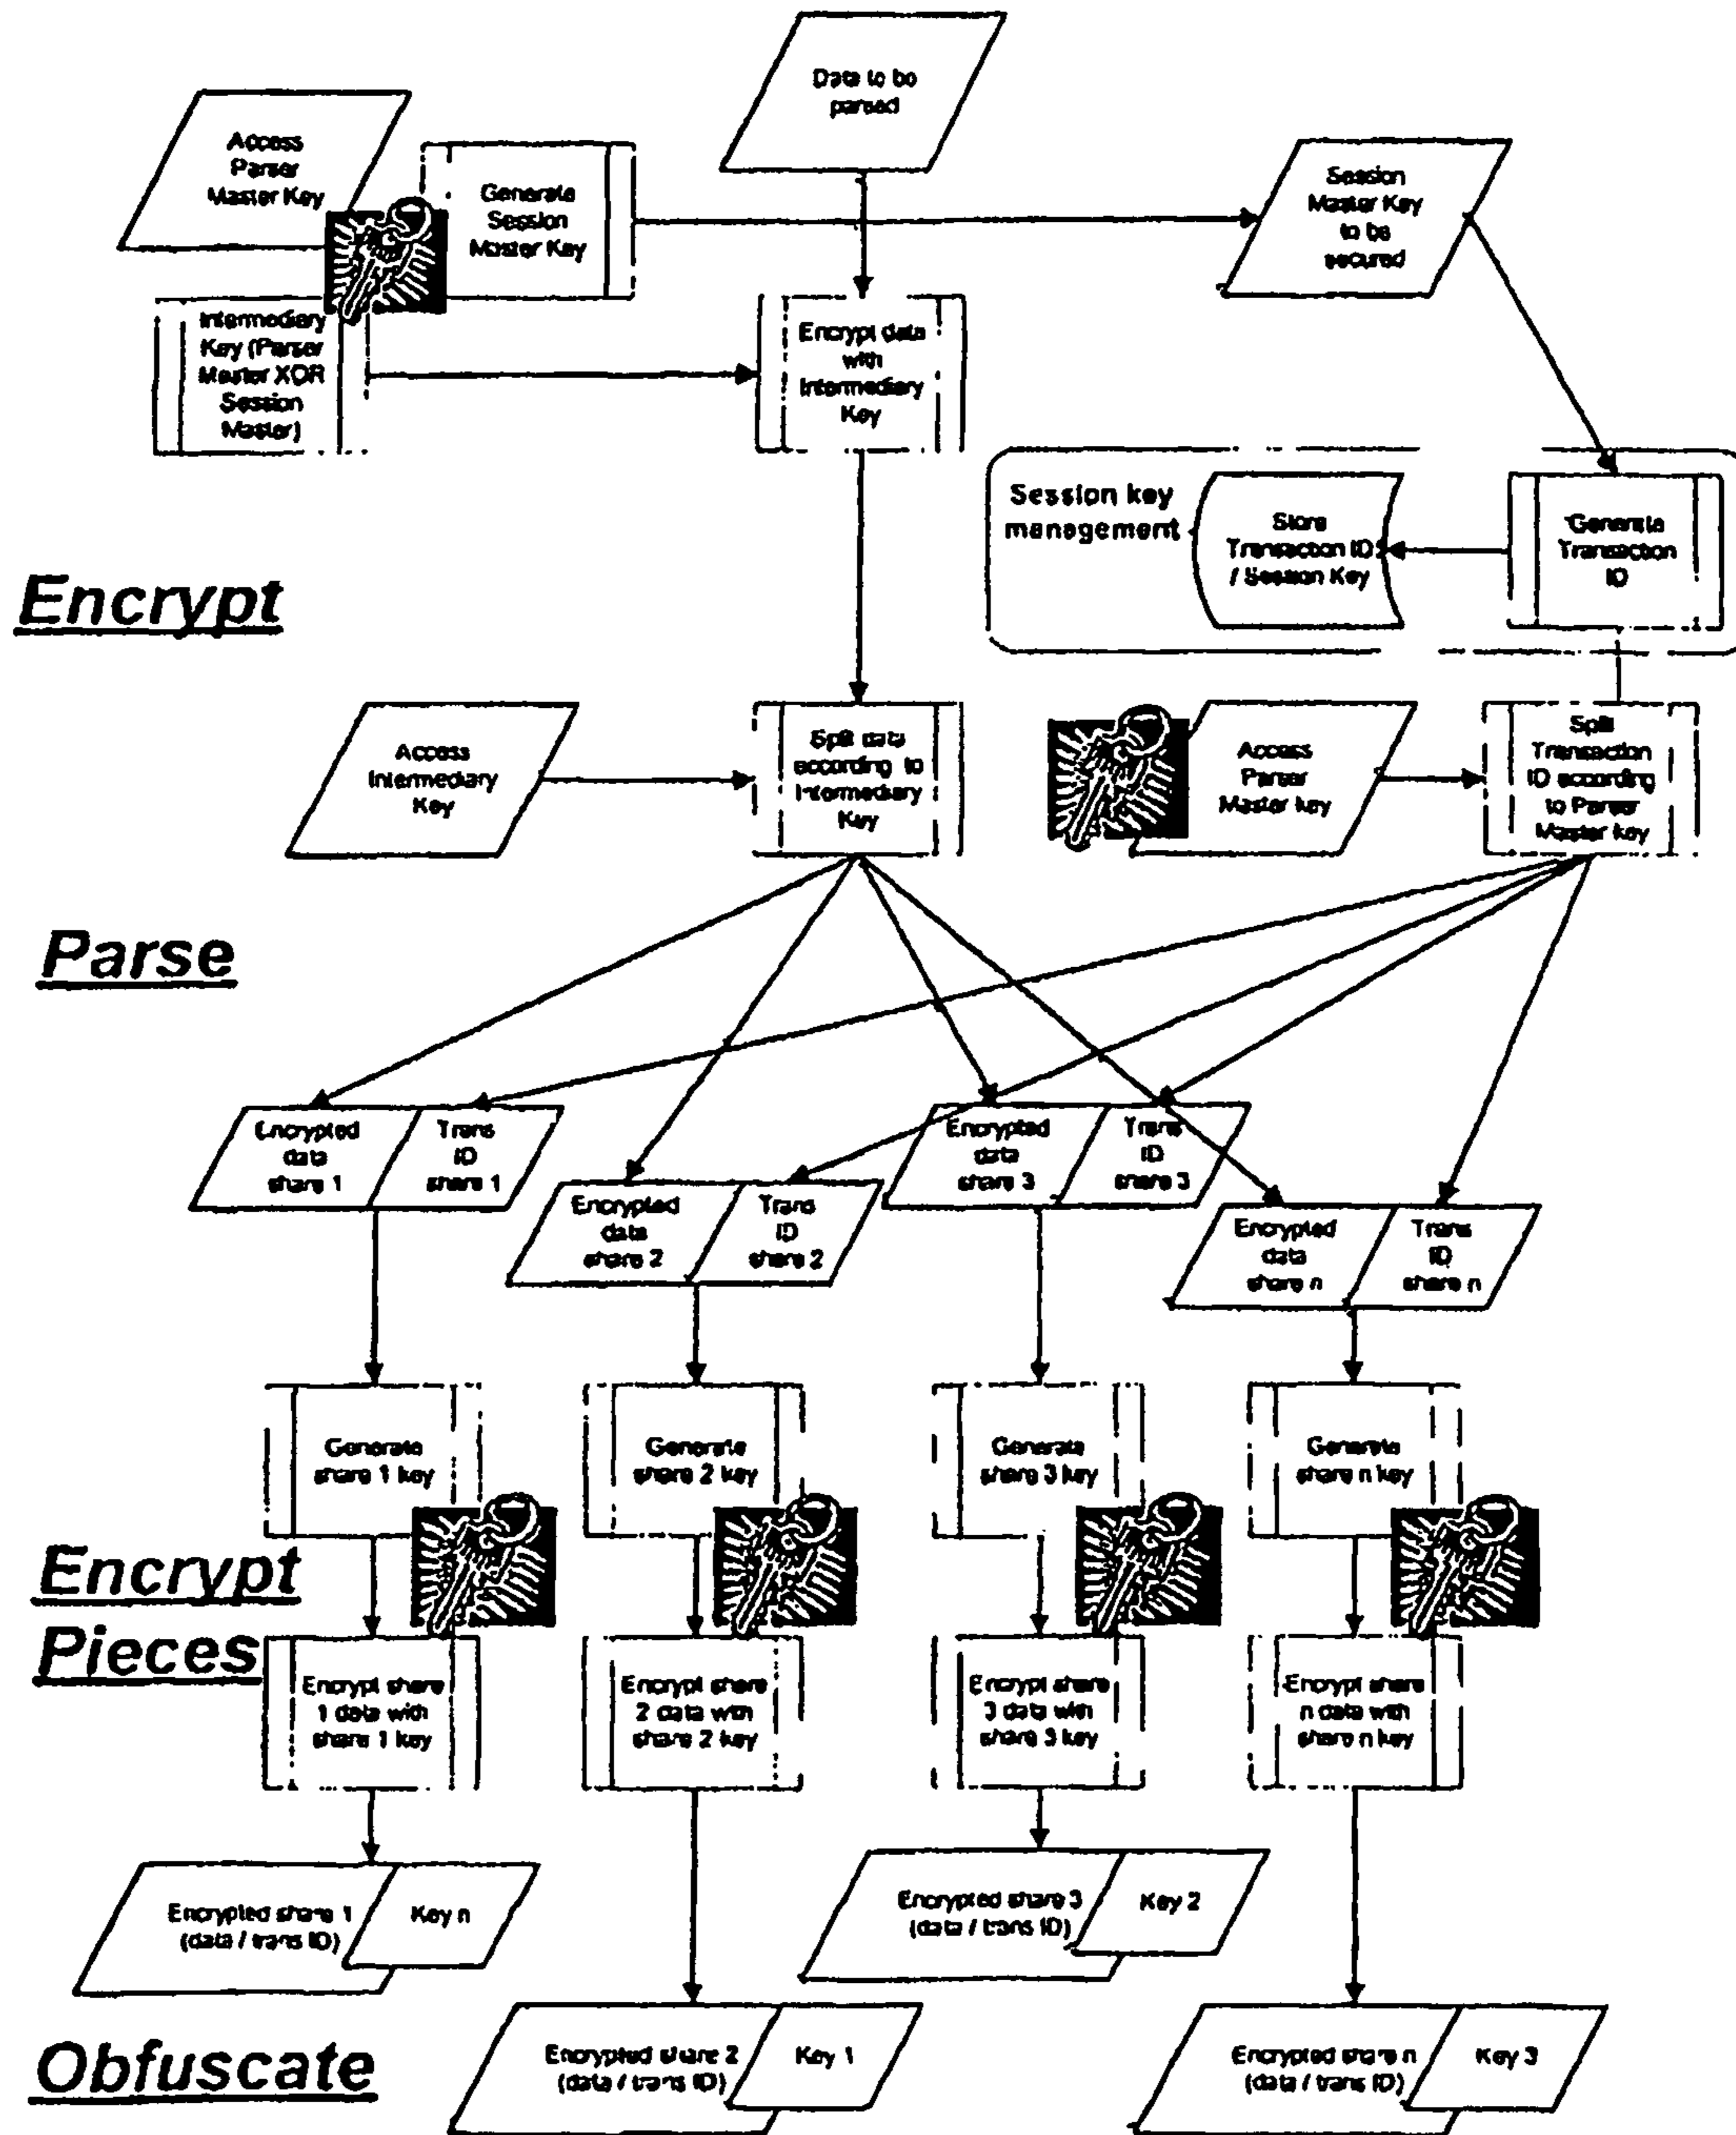 Data to be
parsed
Access
Parser
Master Key
Generate
Session
Master Key
Session
Master Key
to be
secured
Intermediary
Key (Parser
Master XOR
Session
Master)
Encrypt data
with
Intermediary
Key
Session key
management
Store
Transaction ID
/ Session Key
Generate
Transaction
ID
Encrypt
Access
Intermediary
Key
Split data
according to
Intermediary
Key
Access
Parser
Master key
Split
Transaction
ID according
to Parser
Master key
Parse
Encrypted
data
share 1
Trans
ID
share 1
Encrypted
data
share 2
Trans
ID
share 2
Encrypted
data
share 3
Trans
ID
share 3
Encrypted
data
share n
Trans
ID
share n
Generate
share 1 key
Generate
share 2 key
Generate
share 3 key
Generate
share n key
Encrypt
Pieces
Encrypt share
1 data with
share 1 key
Encrypt share
2 data with
share 2 key
Encrypt share
3 data with
share 3 key
Encrypt share
n data with
share n key
Encrypted share 1
(data / trans ID)
Key n
Encrypted share 3
(data / trans ID)
Key 2
Obfuscate
Encrypted share 2
(data / trans ID)
Key 1
Encrypted share n
(data / trans ID)
Key 3